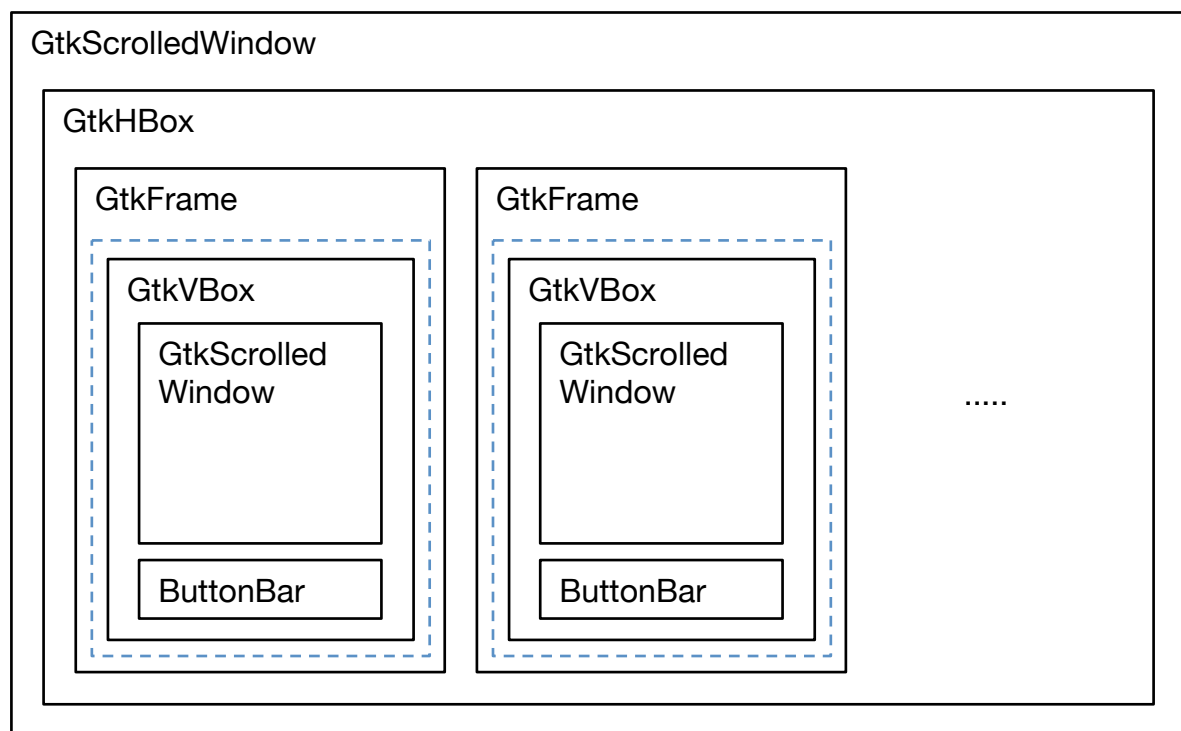 GtkScrolledWindow
GtkHBox
GtkFrame
GtkVBox
GtkScrolled
Window
ButtonBar
GtkFrame
GtkVBox
GtkScrolled
Window
ButtonBar
.....